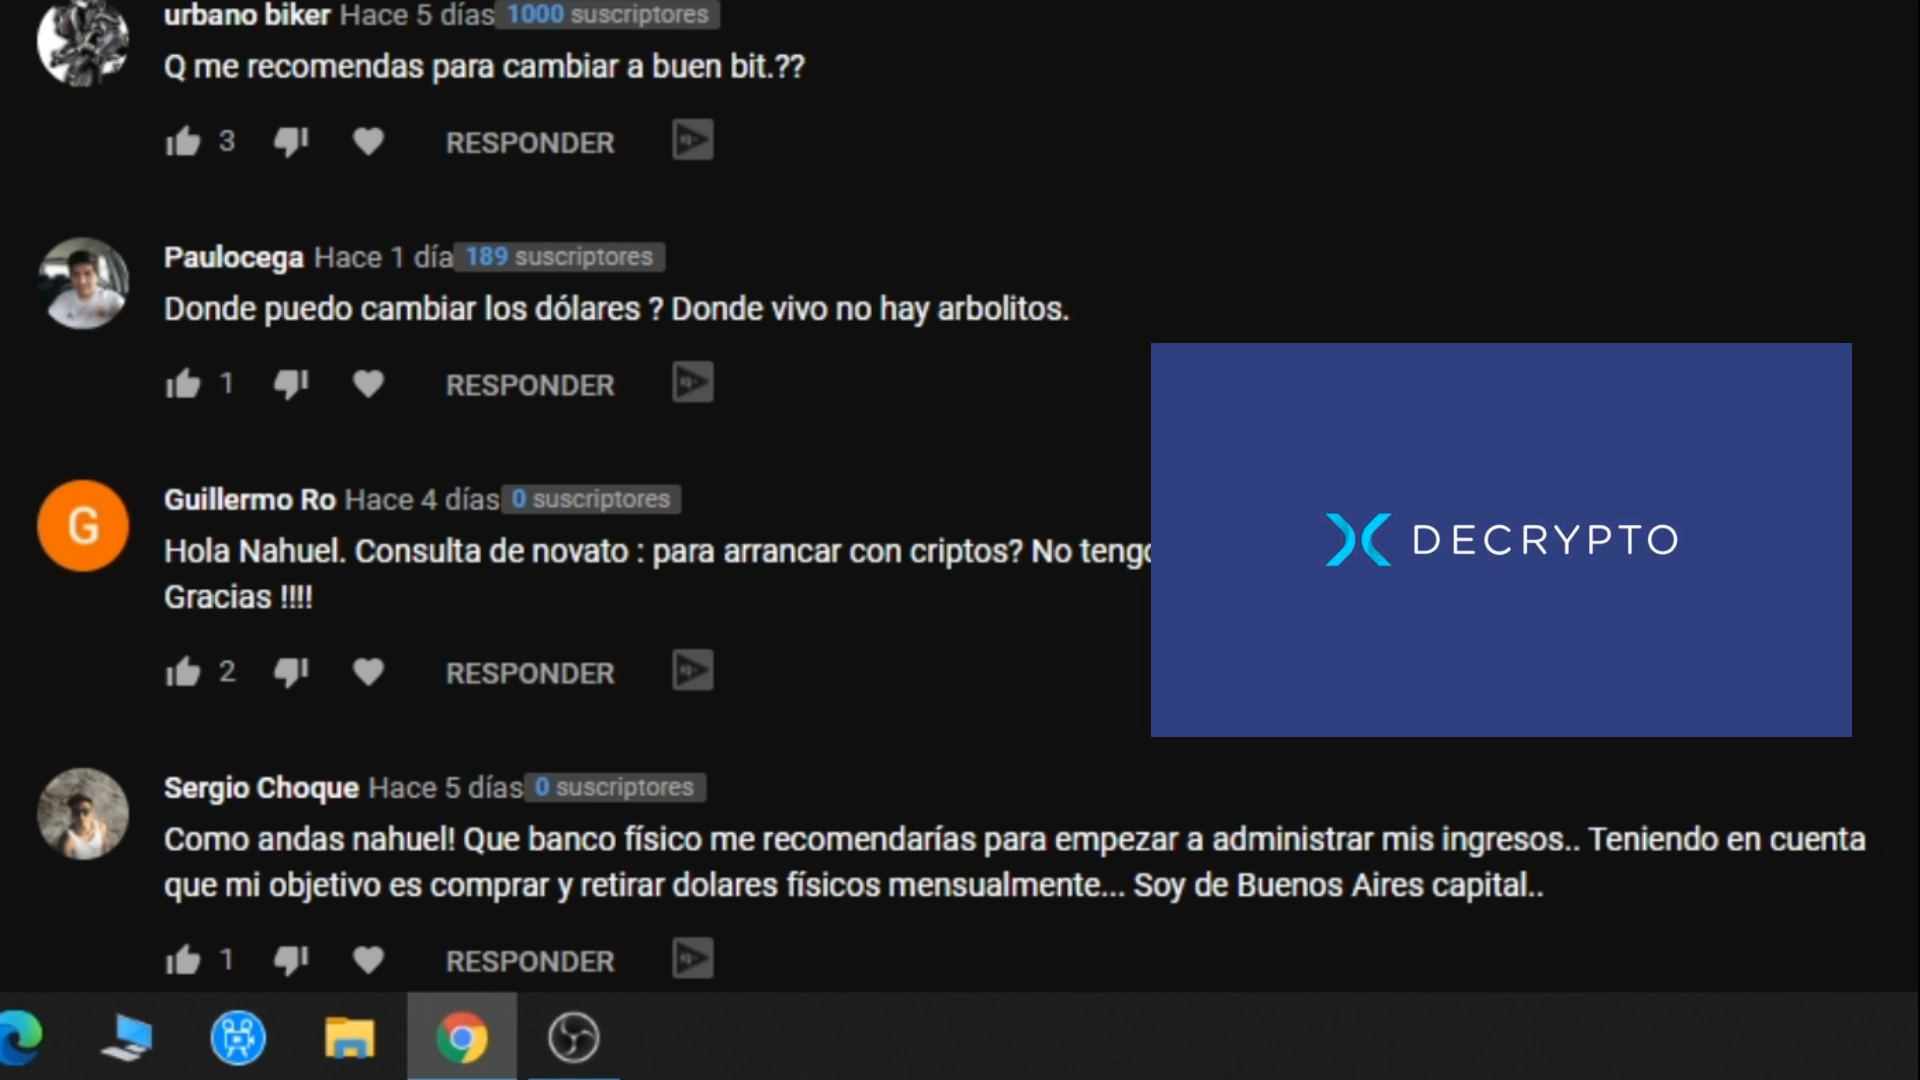 urbano biker Hace 5 días 1000 suscriptores
Q me recomendas para cambiar a buen bit.??
3 RESPONDER
Paulocega Hace 1 día 189 suscriptores
Donde puedo cambiar los dólares ? Donde vivo no hay arbolitos.
1 RESPONDER
Guillermo Ro Hace 4 días 0 suscriptores
G
Hola Nahuel. Consulta de novato : para arrancar con criptos? No tengo
Gracias !!!!
DECRYPTO
2 RESPONDER
Sergio Choque Hace 5 días 0 suscriptores
Como andas nahuel! Que banco físico me recomendarías para empezar a administrar mis ingresos.. Teniendo en cuenta
que mi objetivo es comprar y retirar dolares físicos mensualmente... Soy de Buenos Aires capital..
1 RESPONDER